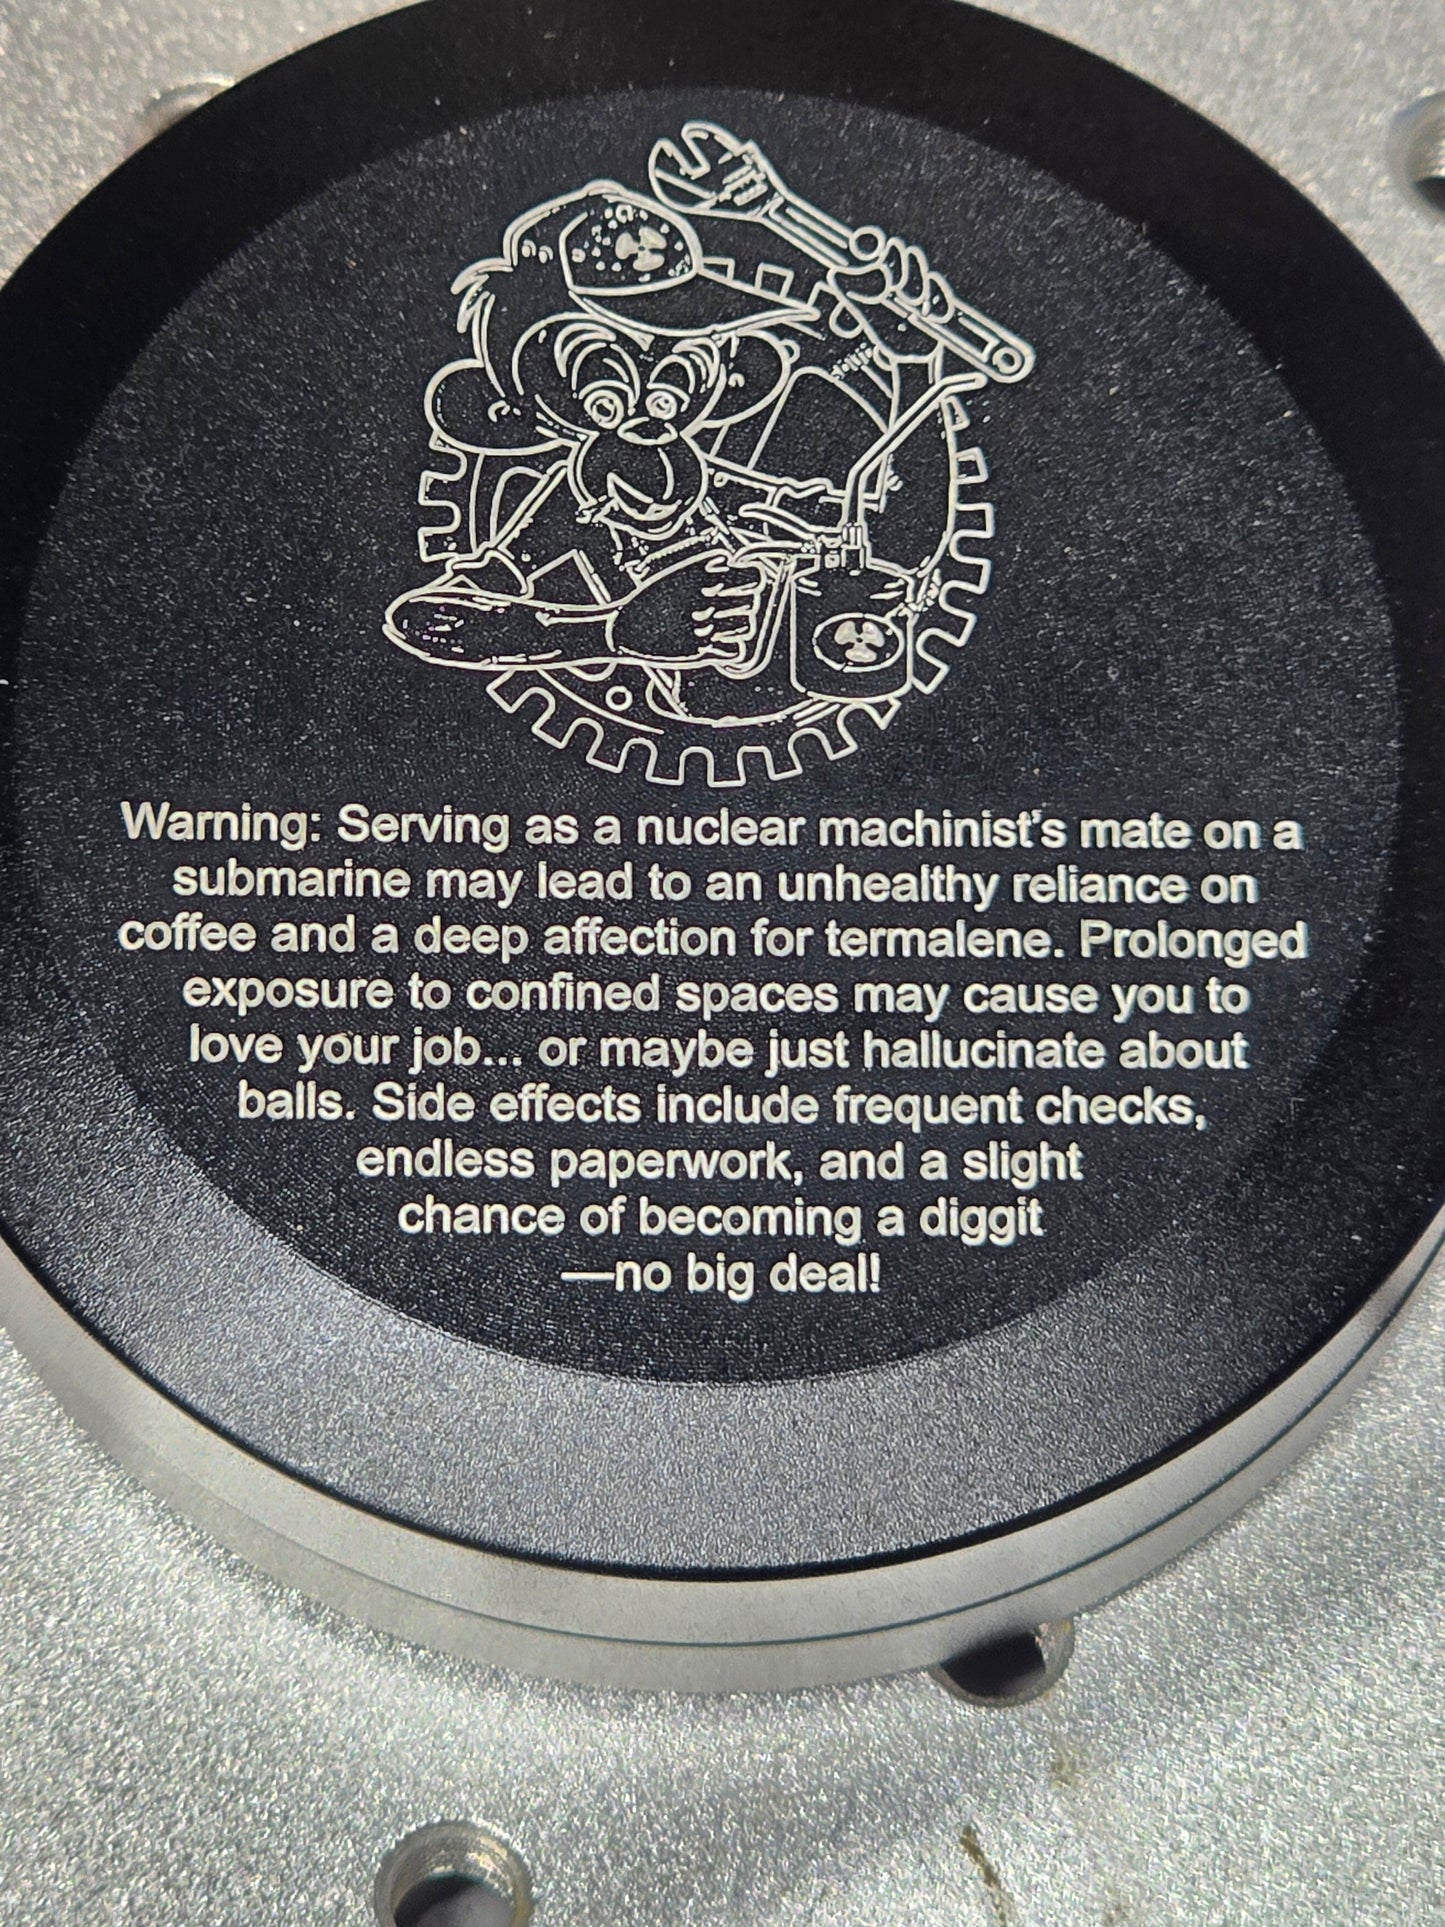 Warning: Serving as a nuclear machinist's mate on a
submarine may lead to an unhealthy reliance on
coffee and a deep affection for termalene. Prolonged
exposure to confined spaces may cause you to
love your job... or maybe just hallucinate about
balls. Side effects include frequent checks,
endless paperwork, and a slight
chance of becoming a diggit
—no big deal!